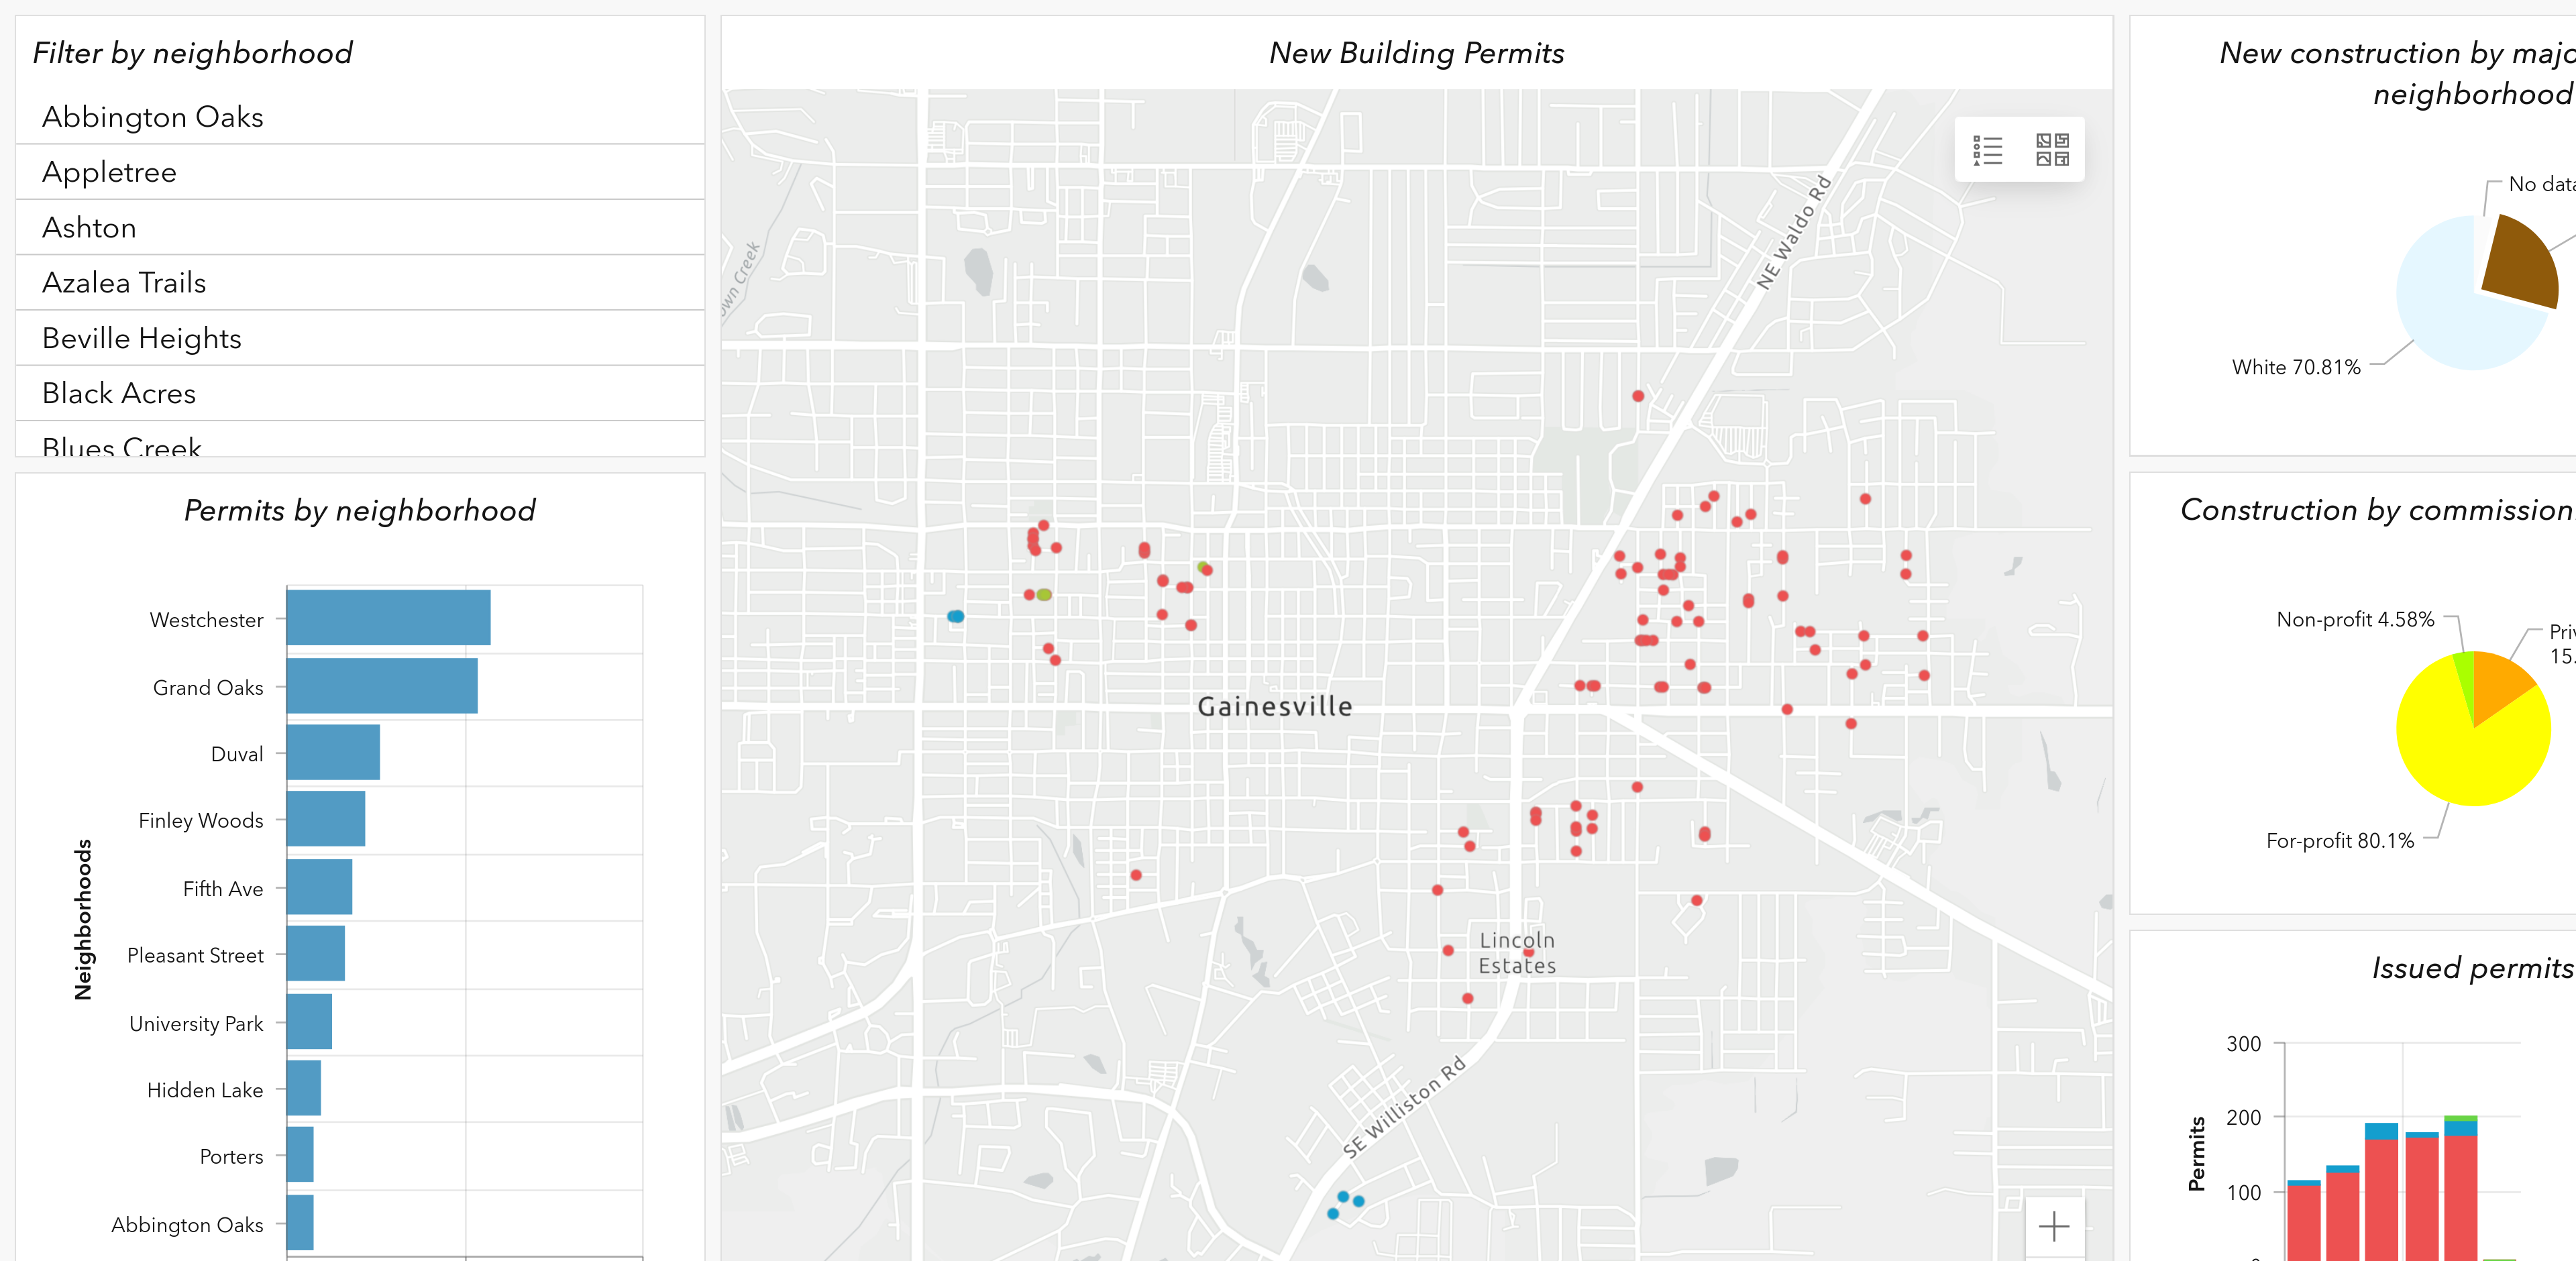 Filter by neighborhood
Abbington Oaks
Appletree
Ashton
Azalea Trails
Beville Heights
Black Acres
Blues Creek
Permits by neighborhood
Neighborhoods
Westchester
Grand Oaks
Duval
Finley Woods
Fifth Ave
Pleasant Street
University Park
Hidden Lake
Porters
Abbington Oaks
New Building Permits
NE Waldo Rd
own Creek
Gainesville
Lincoln
Estates
SE Williston Rd
New construction by majo
neighborhood
No data
White 70.81%
Construction by commission
Non-profit 4.58%
Priv
15.
For-profit 80.1%
Issued permits
Permits
300
200
100